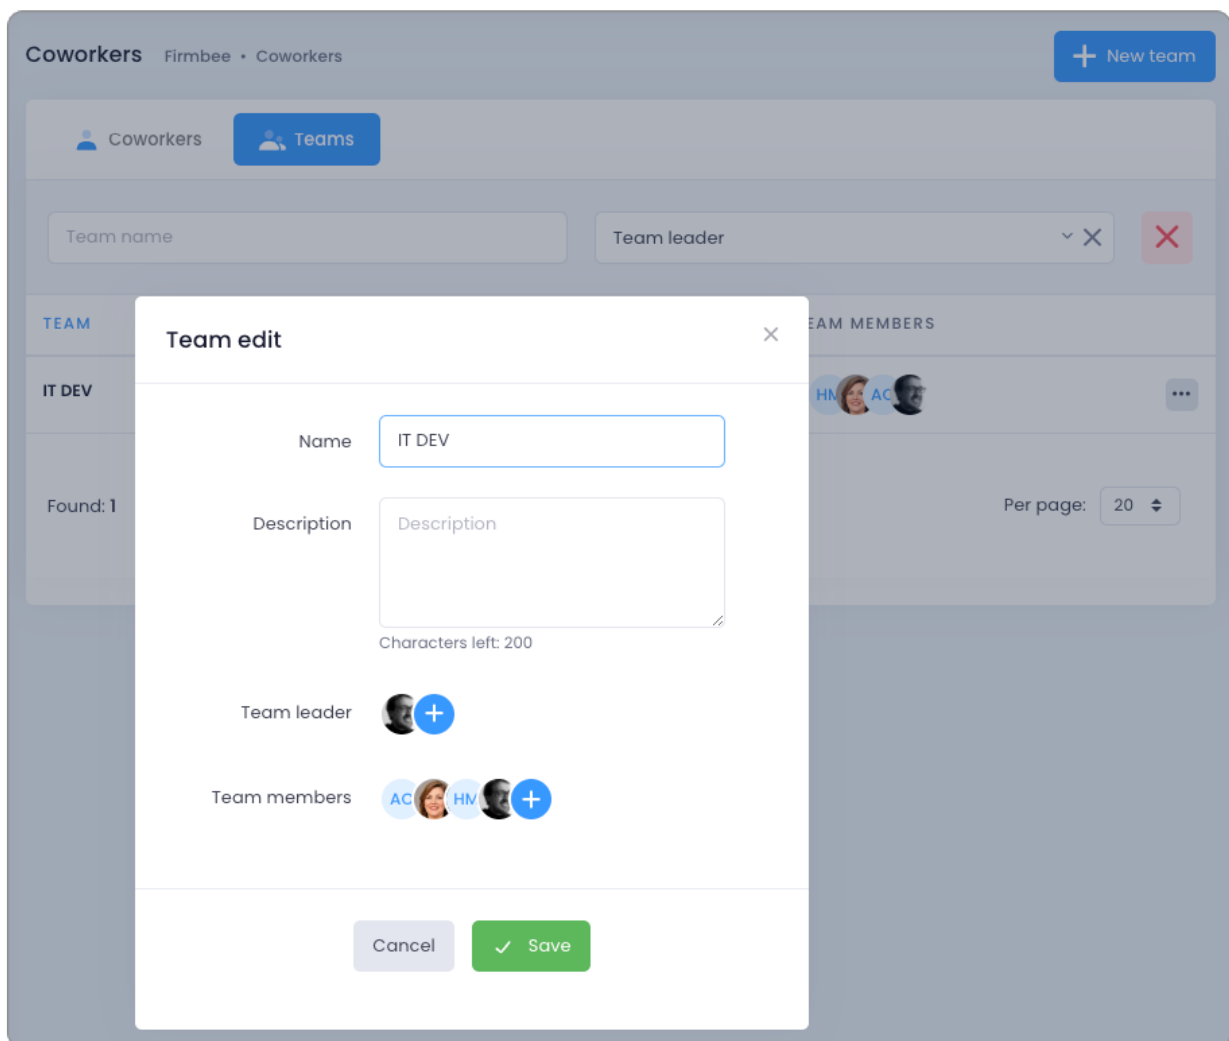 Coworkers Firmbee • Coworkers
New team
Coworkers
Teams
Team name
Team leader
TEAM
EAM MEMBERS
IT DEV
HM AC
Found: 1
Per page: 20
Team edit
Name
IT DEV
Description
Description
Characters left: 200
Team leader
Team members
AC HM
Cancel
Save